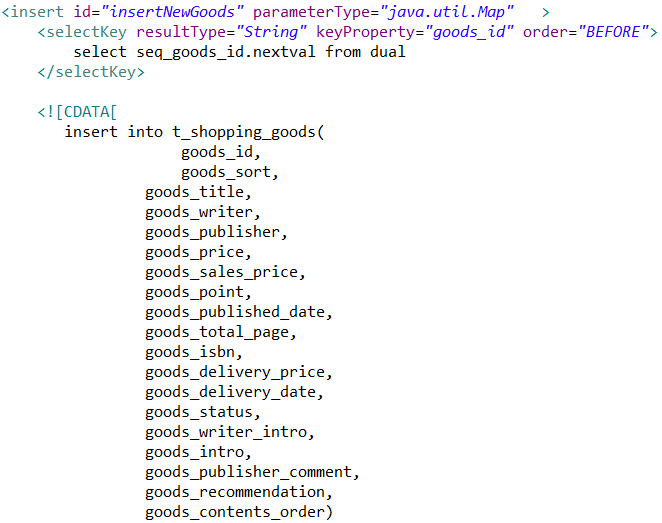 <insert id="insertNewGoods" parameterType="java.util.Map"   >
    <selectKey resultType="String" keyProperty="goods_id" order="BEFORE">
        select seq_goods_id.nextval from dual
    </selectKey>

    <![CDATA[
       insert into t_shopping_goods(
                    goods_id,
                    goods_sort,
                goods_title,
                goods_writer,
                goods_publisher,
                goods_price,
                goods_sales_price,
                goods_point,
                goods_published_date,
                goods_total_page,
                goods_isbn,
                goods_delivery_price,
                goods_delivery_date,
                goods_status,
                goods_writer_intro,
                goods_intro,
                goods_publisher_comment,
                goods_recommendation,
                goods_contents_order)